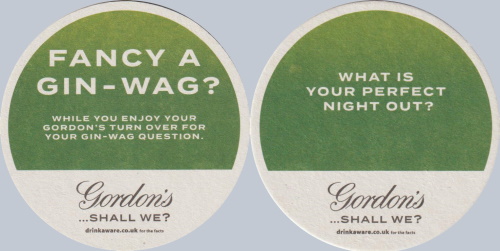 FANCY A
GIN-WAG?
WHILE YOU ENJOY YOUR
GORDON'S TURN OVER FOR
YOUR GIN-WAG QUESTION.
Gordon's
...SHALL WE?
drinkaware.co.uk for the facts
WHAT IS
YOUR PERFECT
NIGHT OUT?
Gordon's
...SHALL WE?
drinkaware.co.uk for the facts